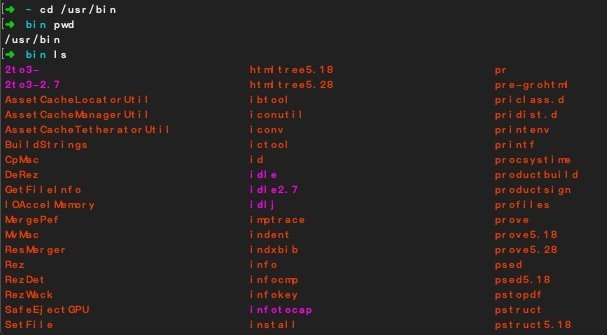 ➜ ~ cd /usr/bin
➜ bin pwd
/usr/bin
➜ bin ls
2to3- htmltree5.18 pr
2to3-2.7 htmltree5.28 pre-grohtml
AssetCacheLocatorUtil ibtool priclass.d
AssetCacheManagerUtil iconutil pridist.d
AssetCacheTetheratorUtil iconv printenv
BuildStrings ictool printf
CpMac id procsystime
DeRez idle productbuild
GetFileInfo idle2.7 productsign
IOAccelMemory idlj profiles
MergePef imptrace prove
MvMac indent prove5.18
ResMerger indxbib prove5.28
Rez info psed
RezDet infocmp psed5.18
RezWack infokey pstopdf
SafeEjectGPU infotocap pstruct
SetFile install pstruct5.18